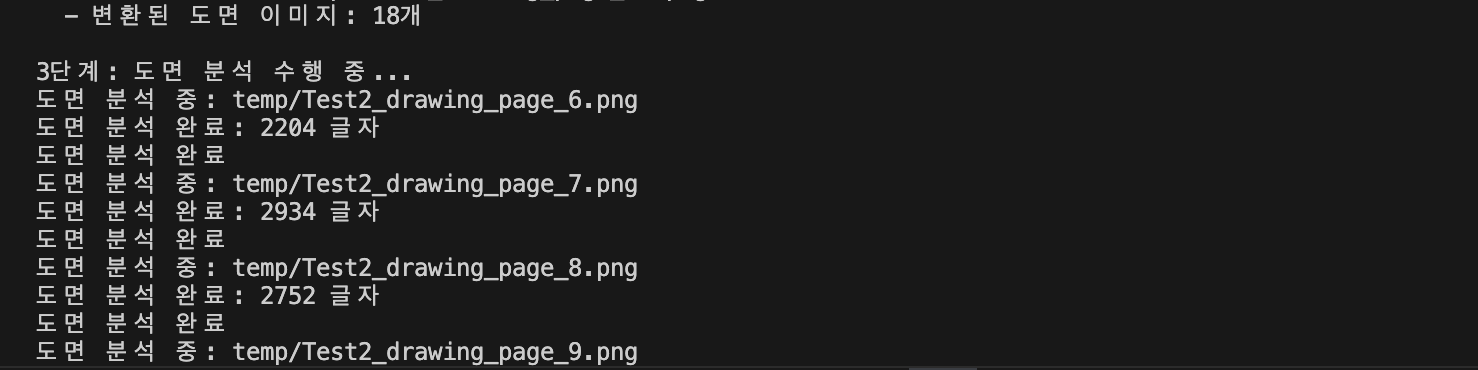 - 변환된 도면 이미지: 18개
3단계: 도면 분석 수행 중...
도면 분석 중: temp/Test2_drawing_page_6.png
도면 분석 완료: 2204 글자
도면 분석 완료
도면 분석 중: temp/Test2_drawing_page_7.png
도면 분석 완료: 2934 글자
도면 분석 완료
도면 분석 중: temp/Test2_drawing_page_8.png
도면 분석 완료: 2752 글자
도면 분석 완료
도면 분석 중: temp/Test2_drawing_page_9.png